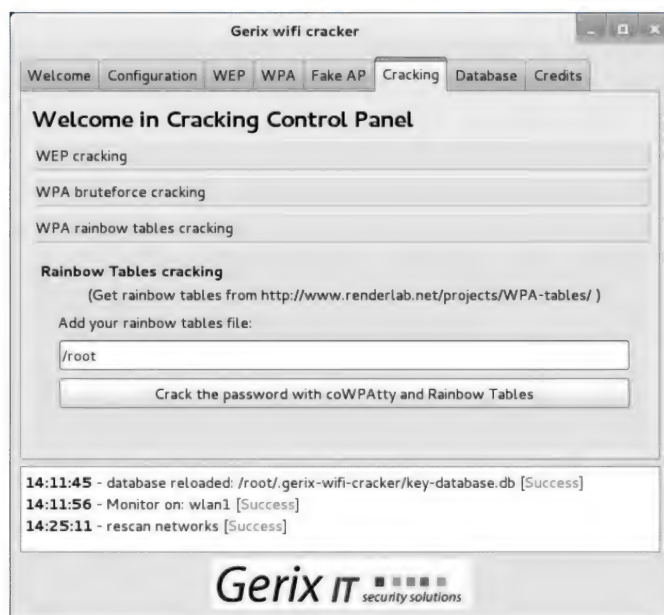 Gerix wifi cracker
Welcome Configuration WEP WPA Fake AP Cracking Database Credits
Welcome in Cracking Control Panel
WEP cracking
WPA bruteforce cracking
WPA rainbow tables cracking
Rainbow Tables cracking
(Get rainbow tables from http://www.renderlab.net/projects/WPA-tables/ )
Add your rainbow tables file:
/root
Crack the password with coWPAtty and Rainbow Tables
14:11:45 - database reloaded: /root/.gerix-wifi-cracker/key-database.db [Success]
14:11:56 - Monitor on: wlan1 [Success]
14:25:11 - rescan networks [Success]
Gerix IT security solutions